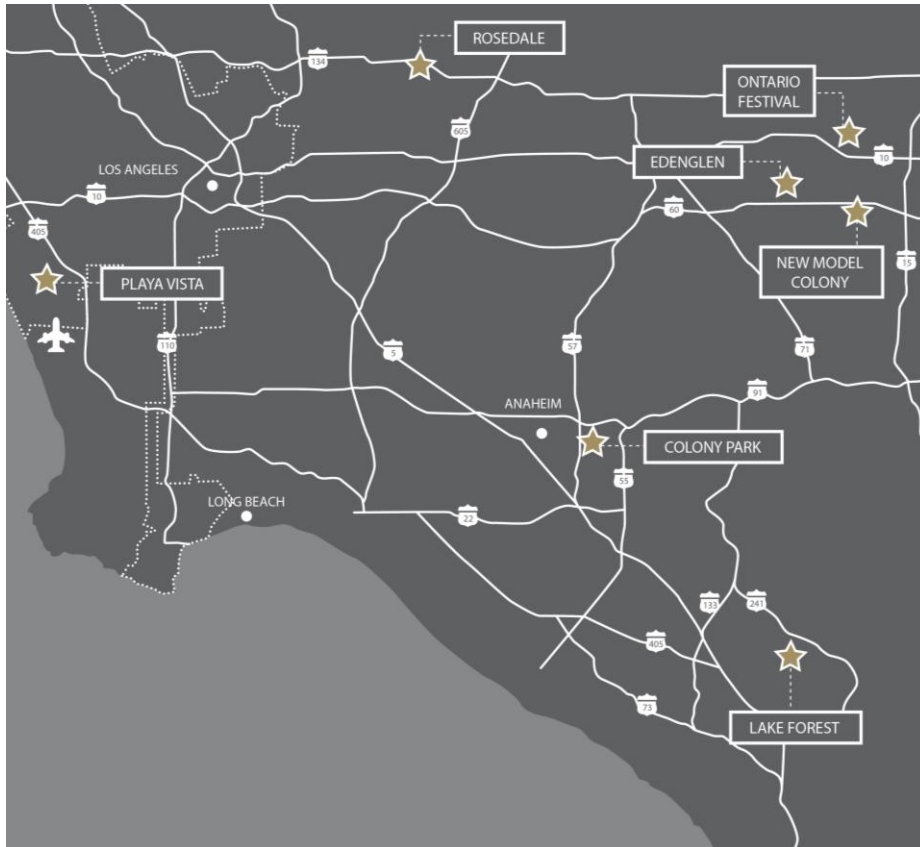 ROSEDALE
134
ONTARIO
FESTIVAL
605
EDENGLEN
10
LOS ANGELES
10
60
405
NEW MODEL
COLONY
15
PLAYA VISTA
110
5
57
71
91
ANAHEIM
COLONY PARK
55
LONG BEACH
22
133
241
405
73
LAKE FOREST